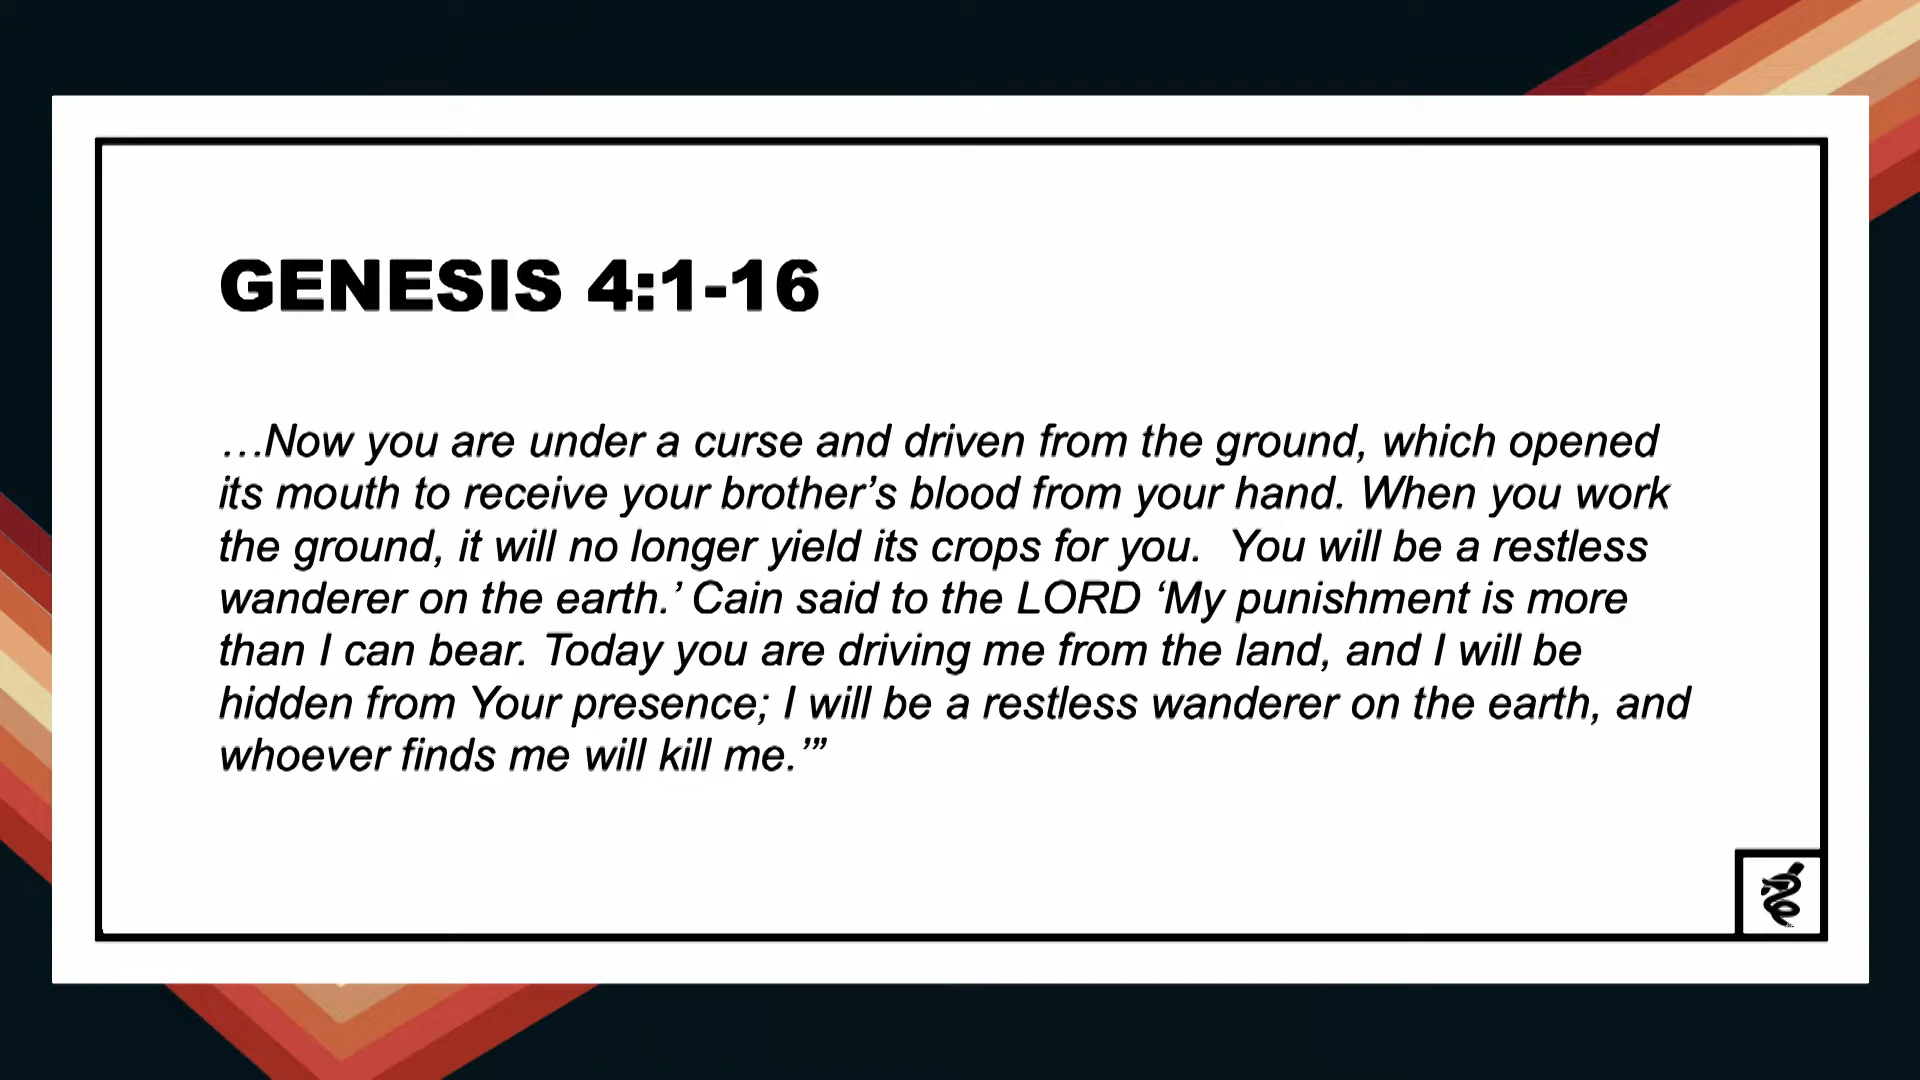 GENESIS 4:1-16
…Now you are under a curse and driven from the ground, which opened
its mouth to receive your brother’s blood from your hand. When you work
the ground, it will no longer yield its crops for you.  You will be a restless
wanderer on the earth.’ Cain said to the LORD ‘My punishment is more
than I can bear. Today you are driving me from the land, and I will be
hidden from Your presence; I will be a restless wanderer on the earth, and
whoever finds me will kill me.’”